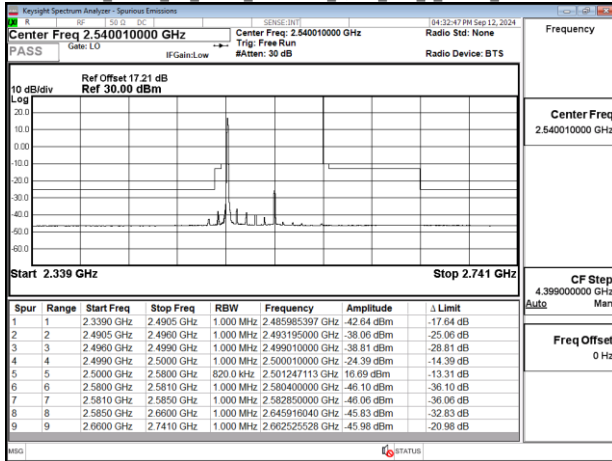 Keysight Spectrum Analyzer - Spurious Emissions
R RF 50 Ω DC SENSE:INT 04:32:47 PM Sep 12, 2024
Center Freq 2.540010000 GHz Center Freq: 2.540010000 GHz Radio Std: None Frequency
PASS Gate: LO Trig: Free Run
IFGain:Low #Atten: 30 dB Radio Device: BTS
Ref Offset 17.21 dB
10 dB/div Ref 30.00 dBm
Log
20.0
10.0
0.00
-10.0
-20.0
-30.0
-40.0
-50.0
-60.0
Start 2.339 GHz Stop 2.741 GHz
Center Freq
2.540010000 GHz
CF Step
4.399000000 GHz
Auto Man
Freq Offset
0 Hz
Spur Range Start Freq Stop Freq RBW Frequency Amplitude Δ Limit
1 1 2.3390 GHz 2.4905 GHz 1.000 MHz 2.485985397 GHz -42.64 dBm -17.64 dB
2 2 2.4905 GHz 2.4960 GHz 1.000 MHz 2.493195000 GHz -38.06 dBm -25.06 dB
3 3 2.4960 GHz 2.4990 GHz 1.000 MHz 2.499010000 GHz -38.81 dBm -28.81 dB
4 4 2.4990 GHz 2.5000 GHz 1.000 MHz 2.500010000 GHz -24.39 dBm -14.39 dB
5 5 2.5000 GHz 2.5800 GHz 820.0 kHz 2.501247113 GHz 16.69 dBm -13.31 dB
6 6 2.5800 GHz 2.5810 GHz 1.000 MHz 2.580400000 GHz -46.10 dBm -36.10 dB
7 7 2.5810 GHz 2.5850 GHz 1.000 MHz 2.582850000 GHz -46.06 dBm -36.06 dB
8 8 2.5850 GHz 2.6600 GHz 1.000 MHz 2.645916040 GHz -45.83 dBm -32.83 dB
9 9 2.6600 GHz 2.7410 GHz 1.000 MHz 2.662525528 GHz -45.98 dBm -20.98 dB
MSG STATUS